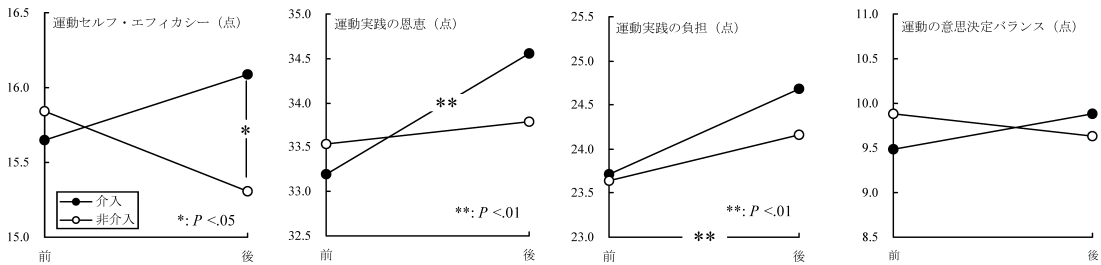 運動セルフ・エフィカシー（点）
16.5
16.0
15.5
15.0
*
介入
非介入
*: P <.05
前
後
運動実践の恩恵（点）
35.0
34.5
34.0
33.5
33.0
32.5
**
**: P <.01
前
後
運動実践の負担（点）
25.5
25.0
24.5
24.0
23.5
23.0
**: P <.01
**
前
後
運動の意思決定バランス（点）
11.0
10.5
10.0
9.5
9.0
8.5
前
後